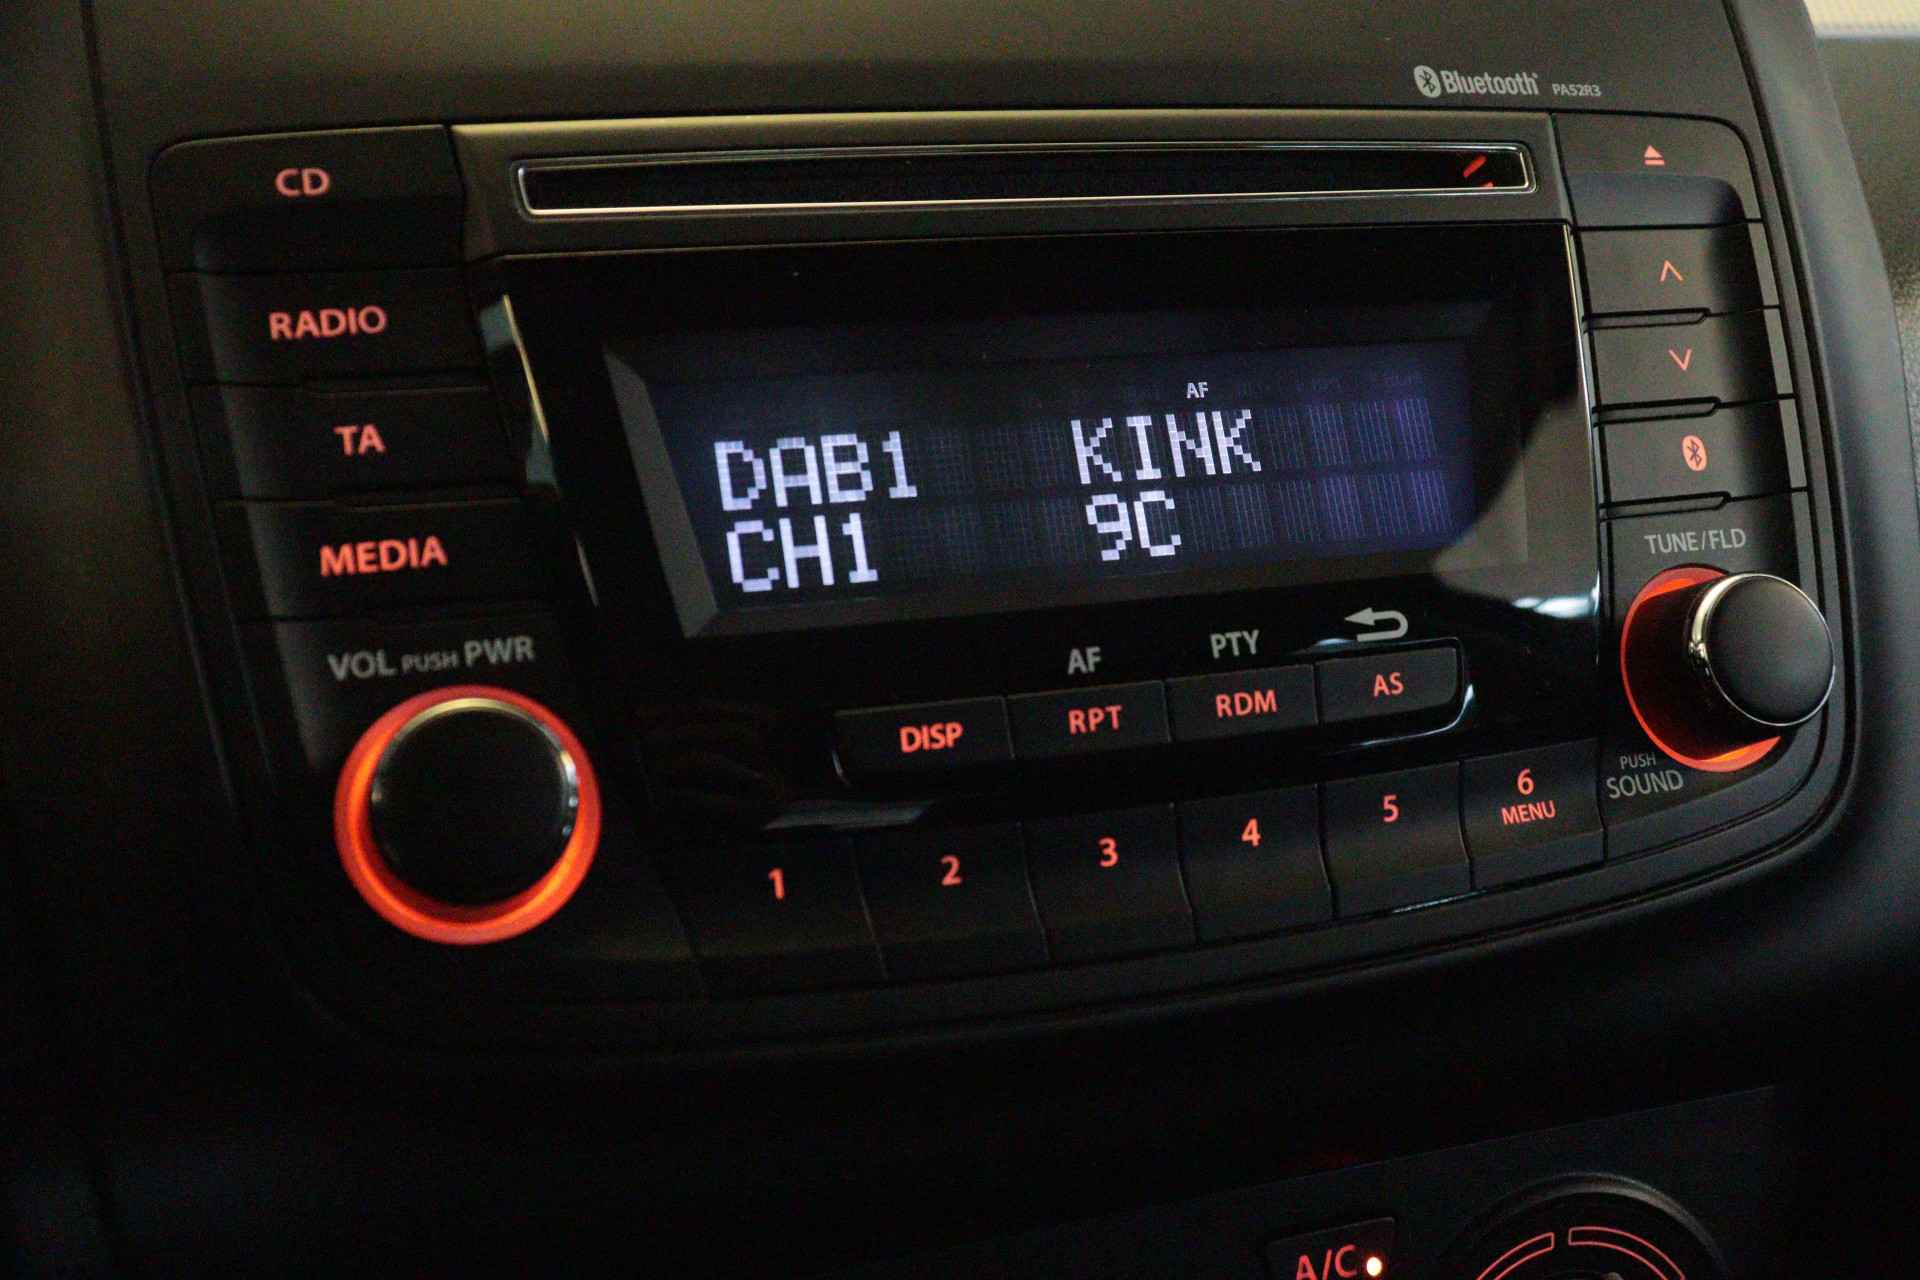 Bluetooth® PA52R3
CD
RADIO
TA
MEDIA
AF
DAB1 KINK
CH1 9C
TUNE/FLD
VOL PUSH PWR
AF PTY
DISP RPT RDM AS
PUSH
SOUND
1 2 3 4 5 6
MENU
A/C